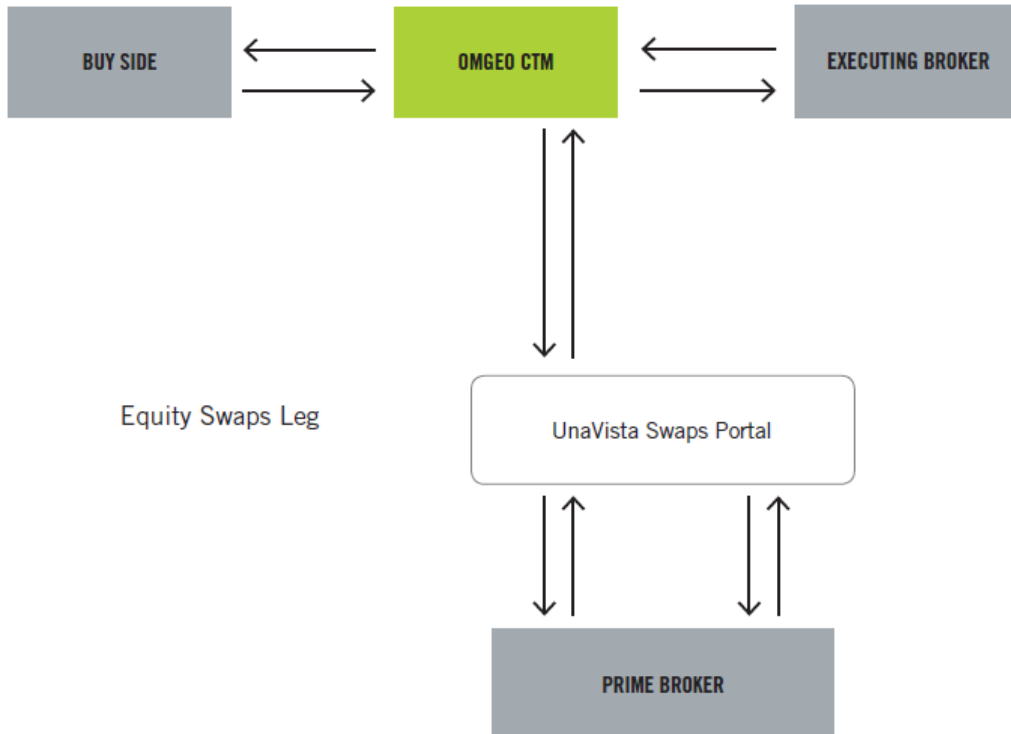 BUY SIDE
OMGEO CTM
EXECUTING BROKER
Equity Swaps Leg
UnaVista Swaps Portal
PRIME BROKER